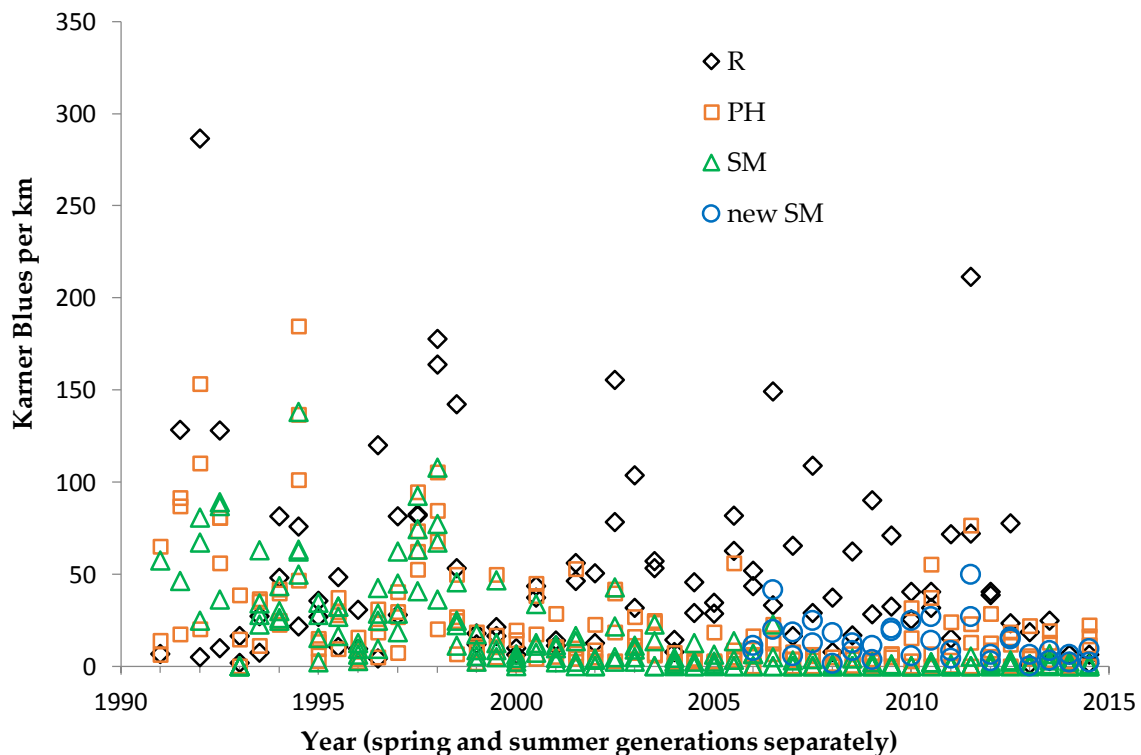 350
300
250
200
150
100
50
0
Karner Blues per km
R
PH
SM
new SM
1990 1995 2000 2005 2010 2015
Year (spring and summer generations separately)